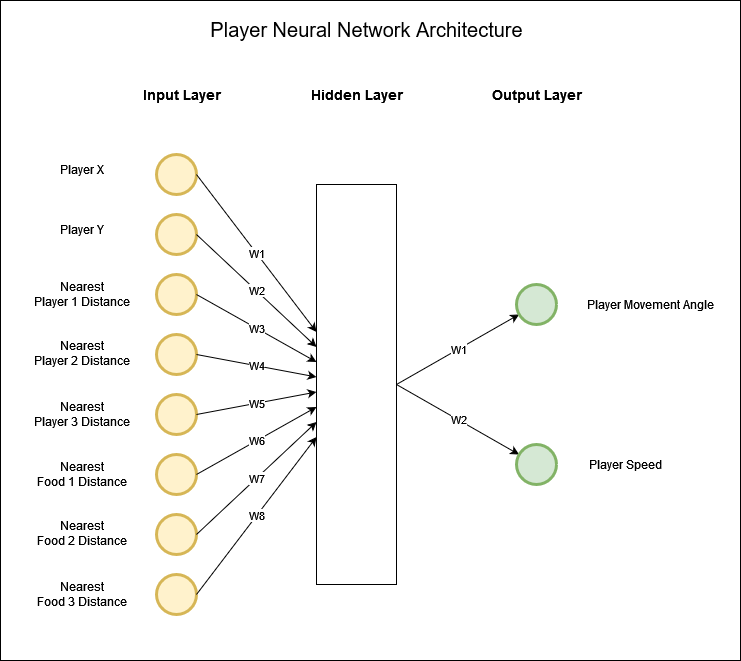 Player Neural Network Architecture
Input Layer
Hidden Layer
Output Layer
Player X
Player Y
Nearest
Player 1 Distance
Nearest
Player 2 Distance
Nearest
Player 3 Distance
Nearest
Food 1 Distance
Nearest
Food 2 Distance
Nearest
Food 3 Distance
W1
W2
W3
W4
W5
W6
W7
W8
W1
W2
Player Movement Angle
Player Speed